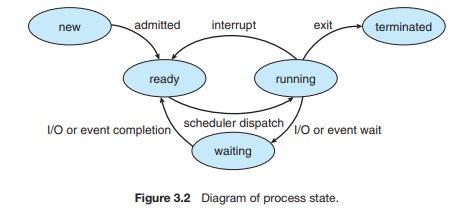 new
admitted
interrupt
exit
terminated
ready
running
I/O or event completion
scheduler dispatch
I/O or event wait
waiting
Figure 3.2 Diagram of process state.